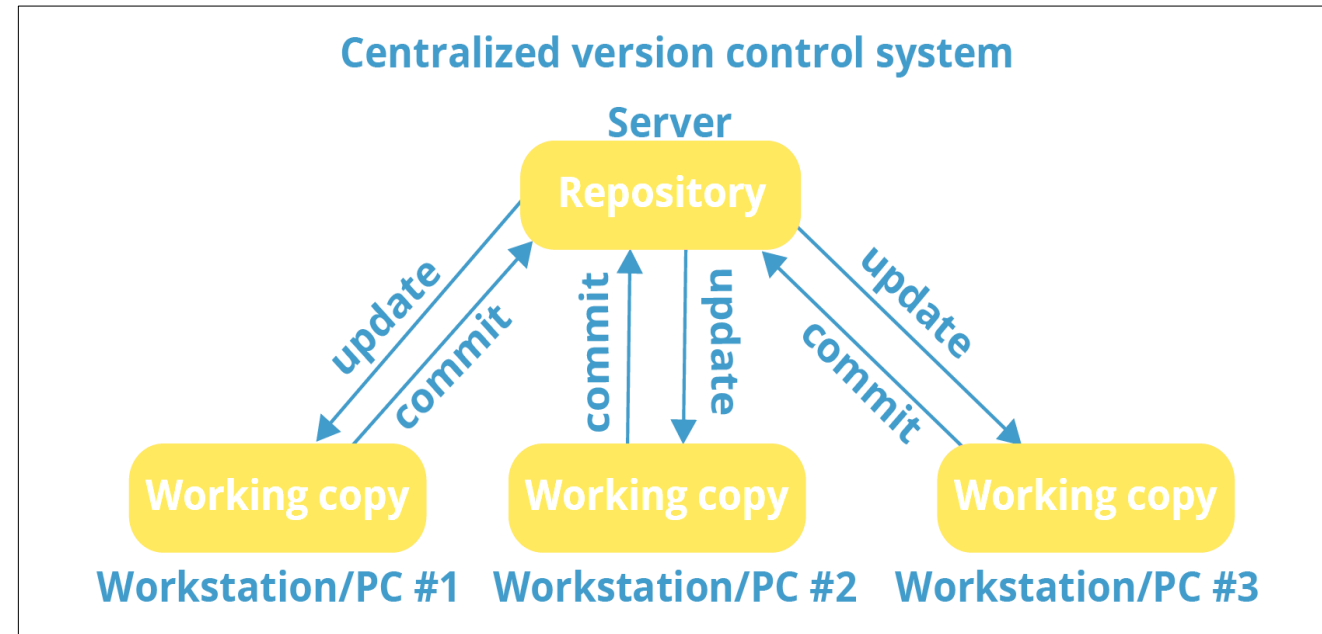 Centralized version control system
Server
Repository
update
commit
commit
update
update
commit
Working copy
Working copy
Working copy
Workstation/PC #1
Workstation/PC #2
Workstation/PC #3